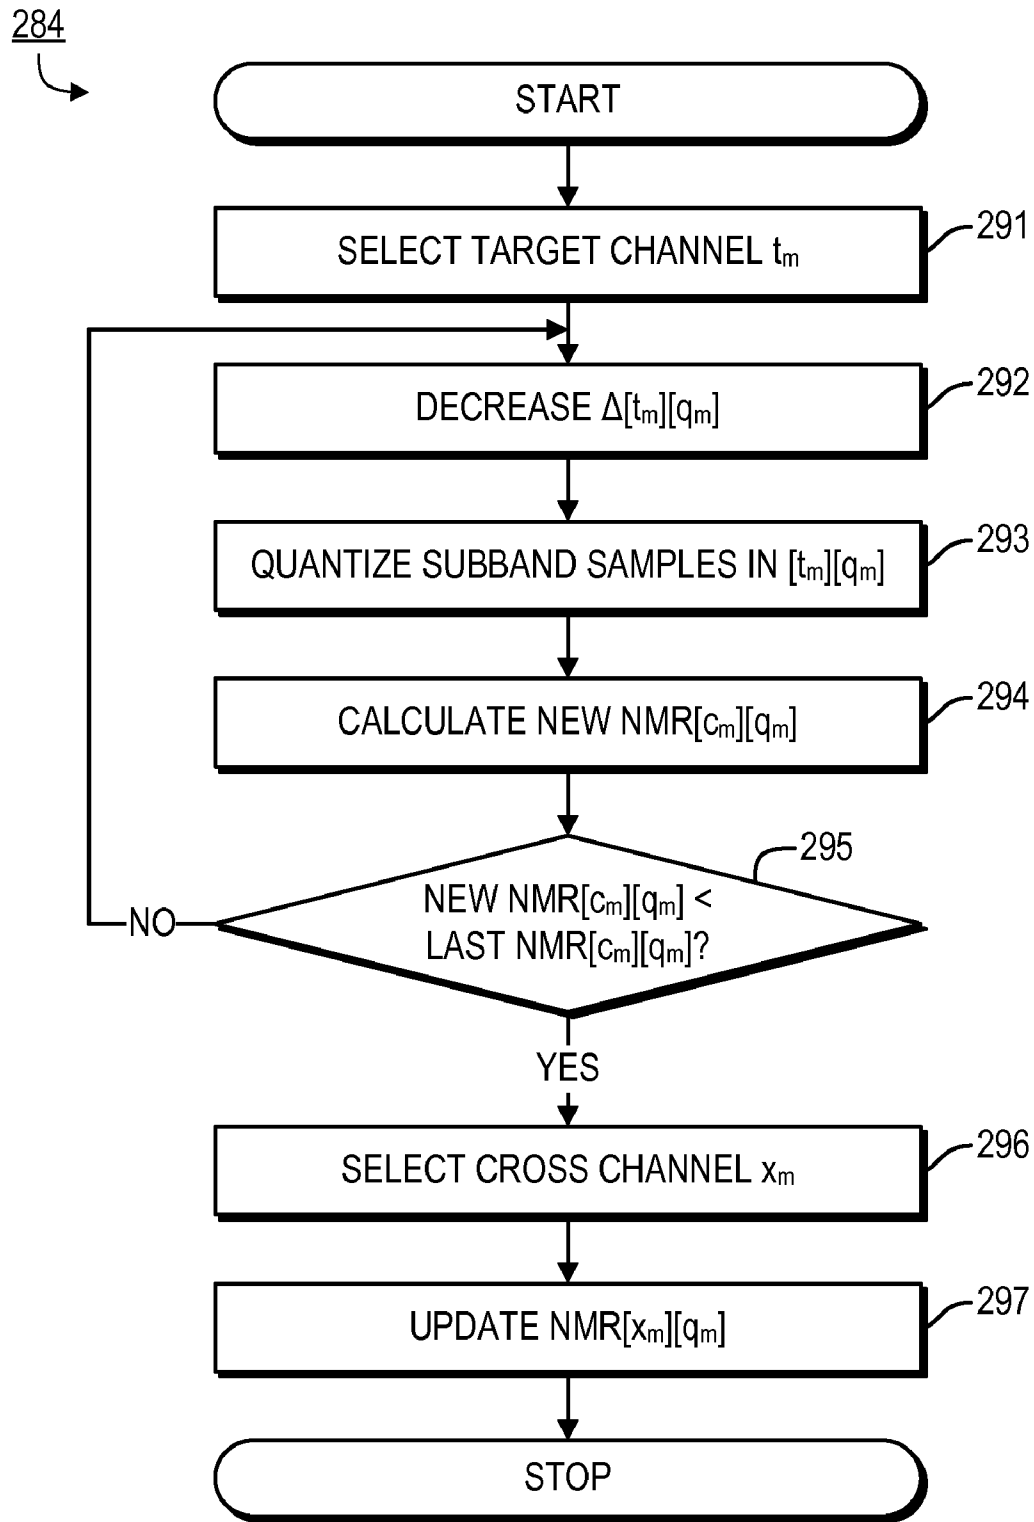 284
START
SELECT TARGET CHANNEL tm
291
DECREASE Δ[tm][qm]
292
QUANTIZE SUBBAND SAMPLES IN [tm][qm]
293
CALCULATE NEW NMR[cm][qm]
294
295
NEW NMR[cm][qm] <
LAST NMR[cm][qm]?
NO
YES
SELECT CROSS CHANNEL xm
296
UPDATE NMR[xm][qm]
297
STOP